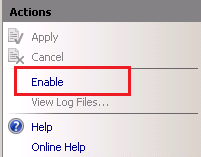 Actions
Apply
Cancel
Enable
View Log Files...
Help
Online Help